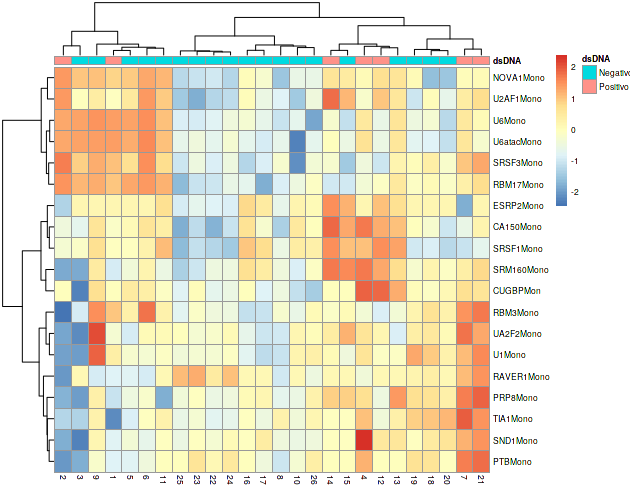 dsDNA
dsDNA
Negativo
Positivo
2
1
0
-1
-2
NOVA1Mono
U2AF1Mono
U6Mono
U6atacMono
SRSF3Mono
RBM17Mono
ESRP2Mono
CA150Mono
SRSF1Mono
SRM160Mono
CUGBPMon
RBM3Mono
UA2F2Mono
U1Mono
RAVER1Mono
PRP8Mono
TIA1Mono
SND1Mono
PTBMono
2 3 9 1 5 6 11 25 23 22 24 16 17 8 10 26 14 15 4 12 13 19 18 20 7 21